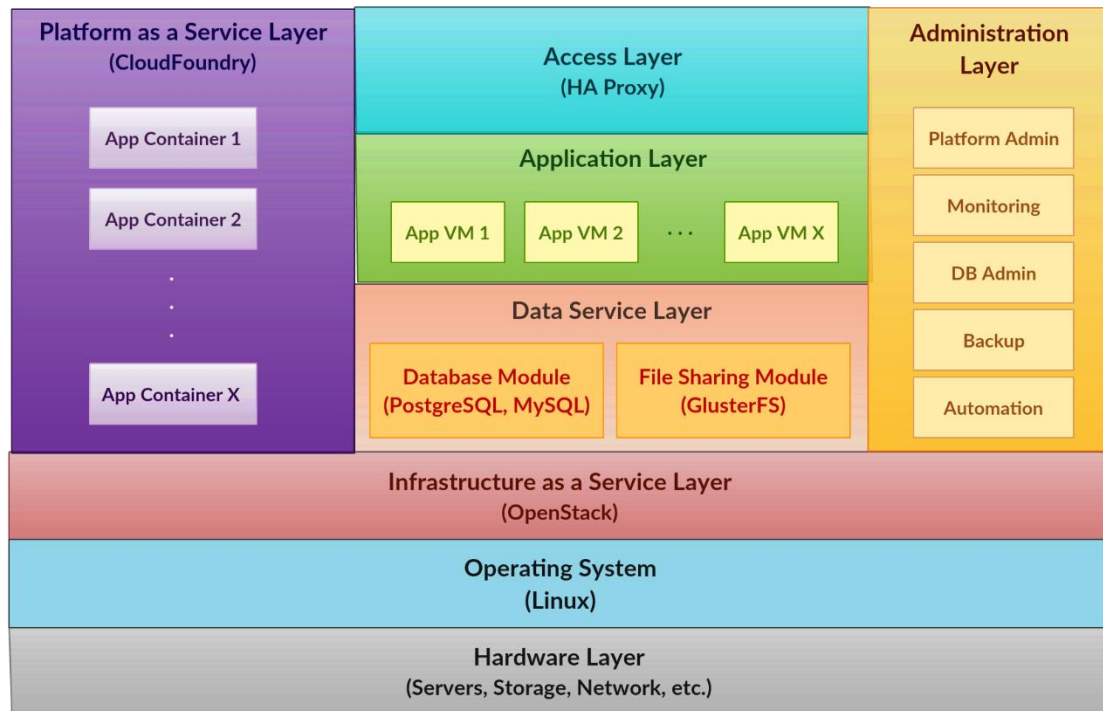 Platform as a Service Layer
(CloudFoundry)
App Container 1
App Container 2
.
.
.
App Container X
Access Layer
(HA Proxy)
Application Layer
App VM 1
App VM 2
. . .
App VM X
Data Service Layer
Database Module
(PostgreSQL, MySQL)
File Sharing Module
(GlusterFS)
Administration
Layer
Platform Admin
Monitoring
DB Admin
Backup
Automation
Infrastructure as a Service Layer
(OpenStack)
Operating System
(Linux)
Hardware Layer
(Servers, Storage, Network, etc.)